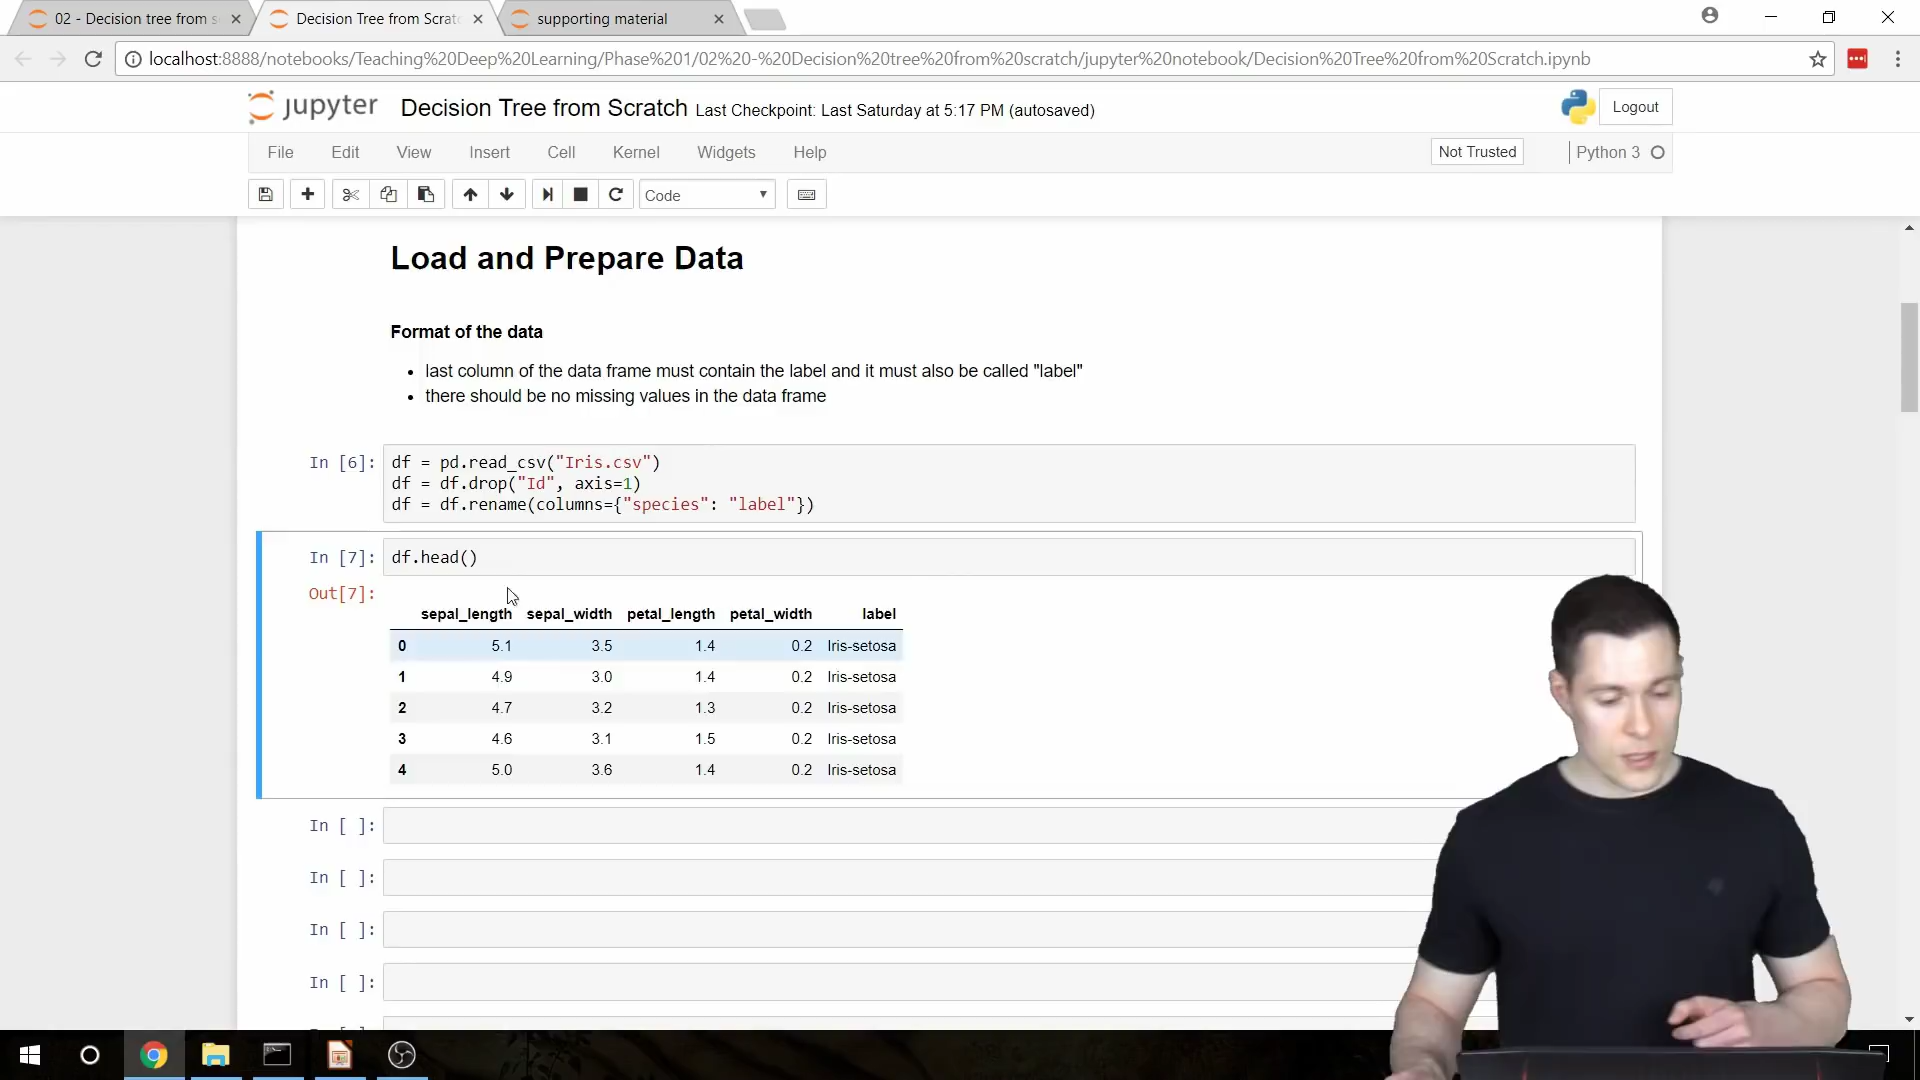 02 - Decision tree from s
Decision Tree from Scrat
supporting material
localhost:8888/notebooks/Teaching%20Deep%20Learning/Phase%201/02%20-%20Decision%20tree%20from%20scratch/jupyter%20notebook/Decision%20Tree%20from%20Scratch.ipynb
jupyter Decision Tree from Scratch Last Checkpoint: Last Saturday at 5:17 PM (autosaved)
Logout
File Edit View Insert Cell Kernel Widgets Help
Not Trusted
Python 3
Code
Load and Prepare Data
Format of the data
• last column of the data frame must contain the label and it must also be called "label"
• there should be no missing values in the data frame
In [6]: df = pd.read_csv("Iris.csv")
df = df.drop("Id", axis=1)
df = df.rename(columns={"species": "label"})
In [7]: df.head()
Out[7]:
sepal_length sepal_width petal_length petal_width label
0 5.1 3.5 1.4 0.2 Iris-setosa
1 4.9 3.0 1.4 0.2 Iris-setosa
2 4.7 3.2 1.3 0.2 Iris-setosa
3 4.6 3.1 1.5 0.2 Iris-setosa
4 5.0 3.6 1.4 0.2 Iris-setosa
In [ ]:
In [ ]:
In [ ]:
In [ ]: